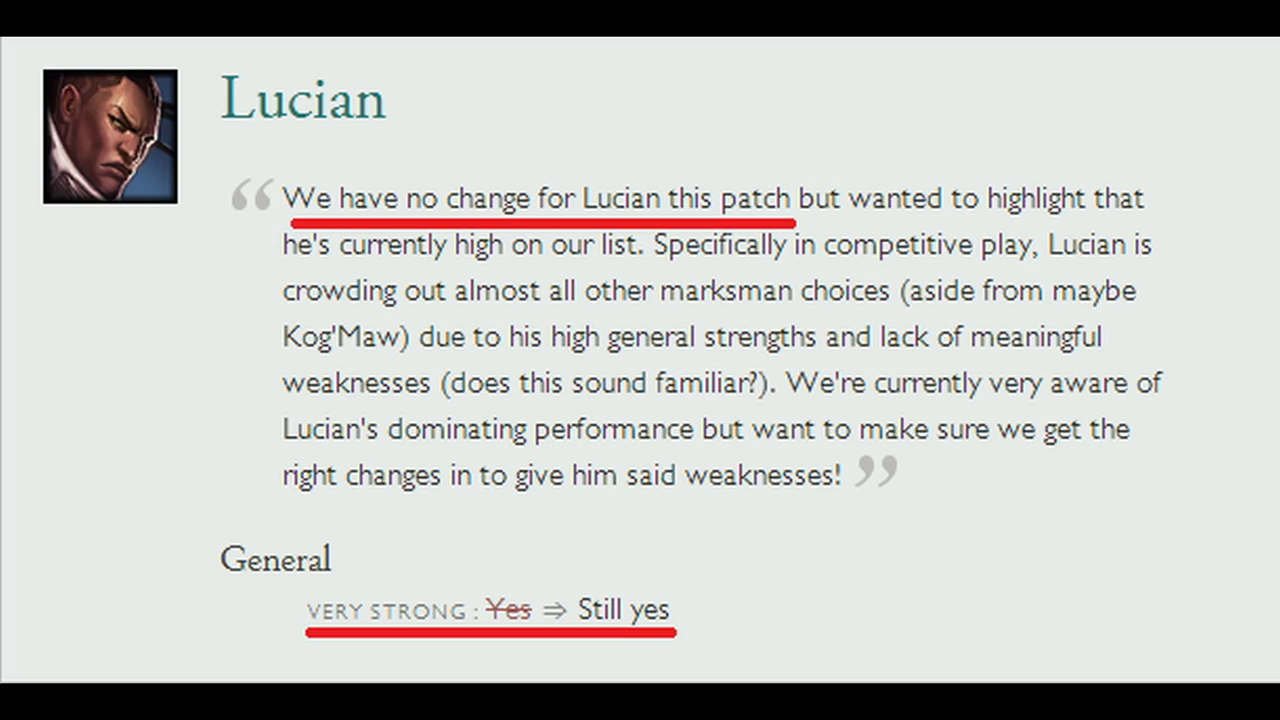 Lucian
“ We have no change for Lucian this patch but wanted to highlight that
he's currently high on our list. Specifically in competitive play, Lucian is
crowding out almost all other marksman choices (aside from maybe
Kog'Maw) due to his high general strengths and lack of meaningful
weaknesses (does this sound familiar?). We're currently very aware of
Lucian's dominating performance but want to make sure we get the
right changes in to give him said weaknesses! ”
General
VERY STRONG : Yes ⇒ Still yes